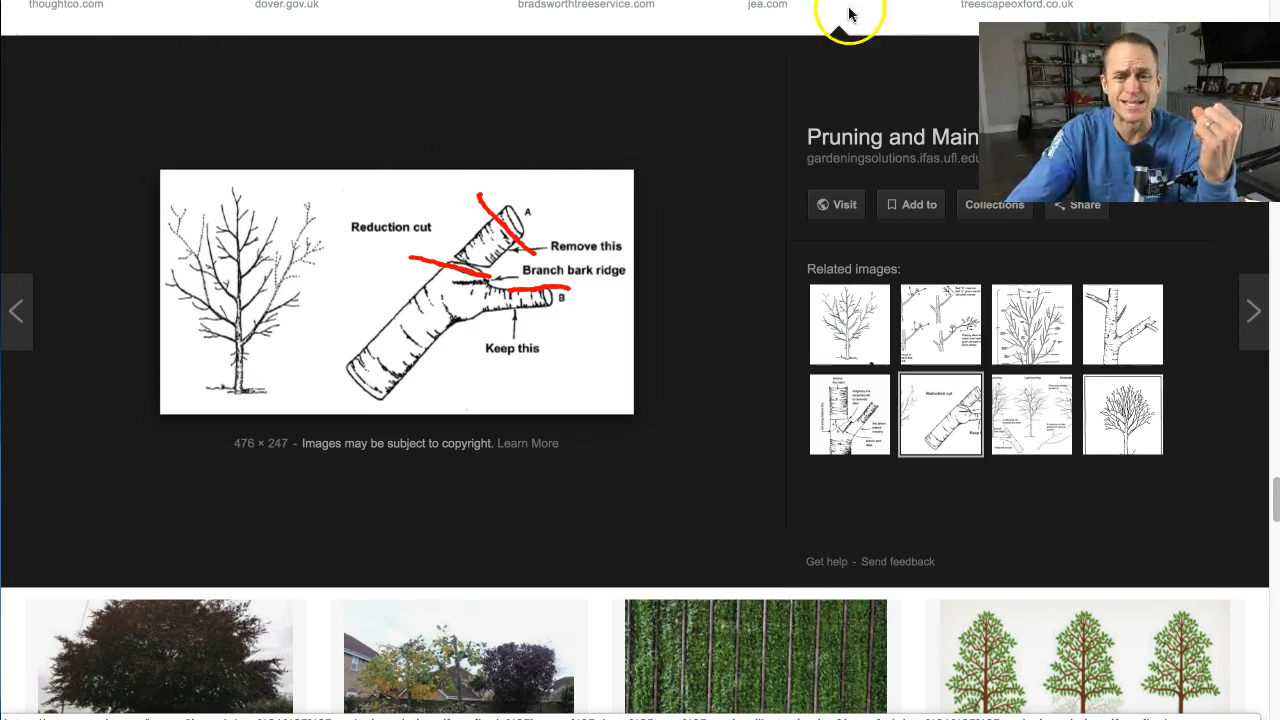 thoughtco.com
dover.gov.uk
bradsworthtreeservice.com
jea.com
treescapeoxford.co.uk
Pruning and Main
gardeningsolutions.ifas.ufl.edu
Visit
Add to
Collections
Share
Reduction cut
A
Remove this
Branch bark ridge
B
Keep this
Related images:
Reduction cut
476 × 247 - Images may be subject to copyright. Learn More
Get help - Send feedback